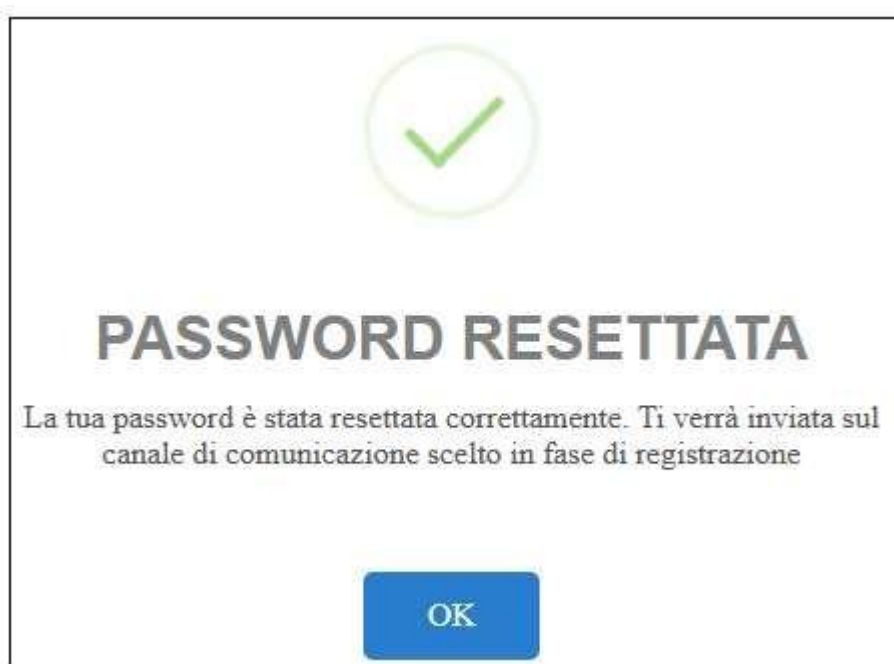 PASSWORD RESETTATA
La tua password è stata resettata correttamente. Ti verrà inviata sul
canale di comunicazione scelto in fase di registrazione
OK